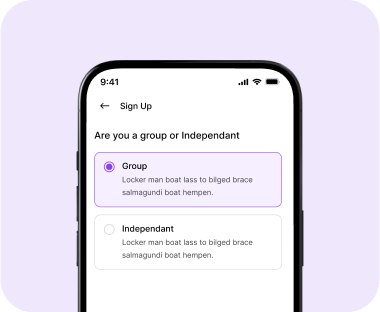 9:41
Sign Up
Are you a group or Independant
Group
Locker man boat lass to bilged brace
salmagundi boat hempen.
Independant
Locker man boat lass to bilged brace
salmagundi boat hempen.